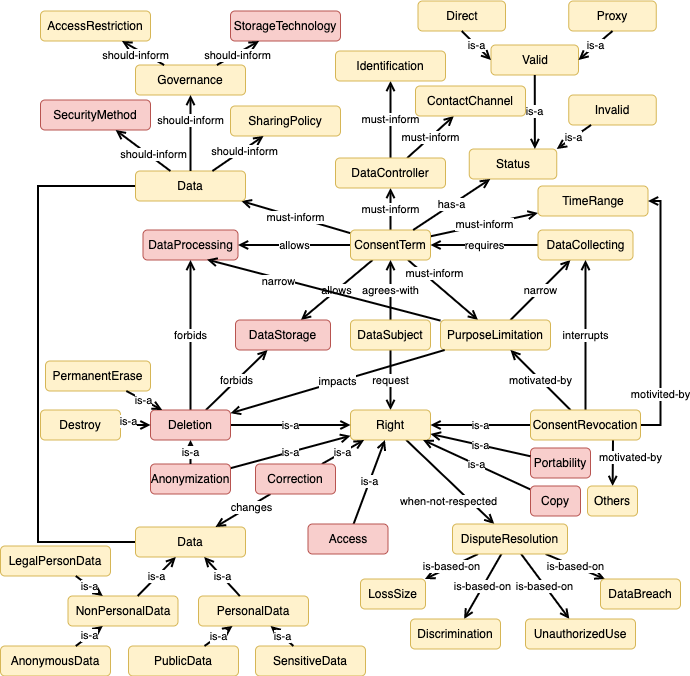 Direct
Proxy
AccessRestriction
StorageTechnology
is-a
is-a
should-inform
should-inform
Valid
Identification
Governance
ContactChannel
SecurityMethod
SharingPolicy
should-inform
must-inform
is-a
Invalid
must-inform
is-a
should-inform
should-inform
Status
DataController
Data
has-a
TimeRange
must-inform
must-inform
must-inform
DataProcessing
allows
ConsentTerm
requires
DataCollecting
must-inform
narrow
allows
agrees-with
narrow
forbids
DataStorage
DataSubject
PurposeLimitation
interrupts
PermanentErase
forbids
impacts
request
motivated-by
motivited-by
is-a
Destroy
is-a
Deletion
is-a
Right
is-a
ConsentRevocation
is-a
is-a
is-a
is-a
motivated-by
Portability
is-a
Anonymization
Correction
is-a
Copy
Others
changes
when-not-respected
Data
Access
DisputeResolution
LegalPersonData
is-based-on
is-based-on
is-a
is-a
is-a
is-based-on
is-based-on
LossSize
DataBreach
NonPersonalData
PersonalData
is-a
is-a
is-a
Discrimination
UnauthorizedUse
AnonymousData
PublicData
SensitiveData